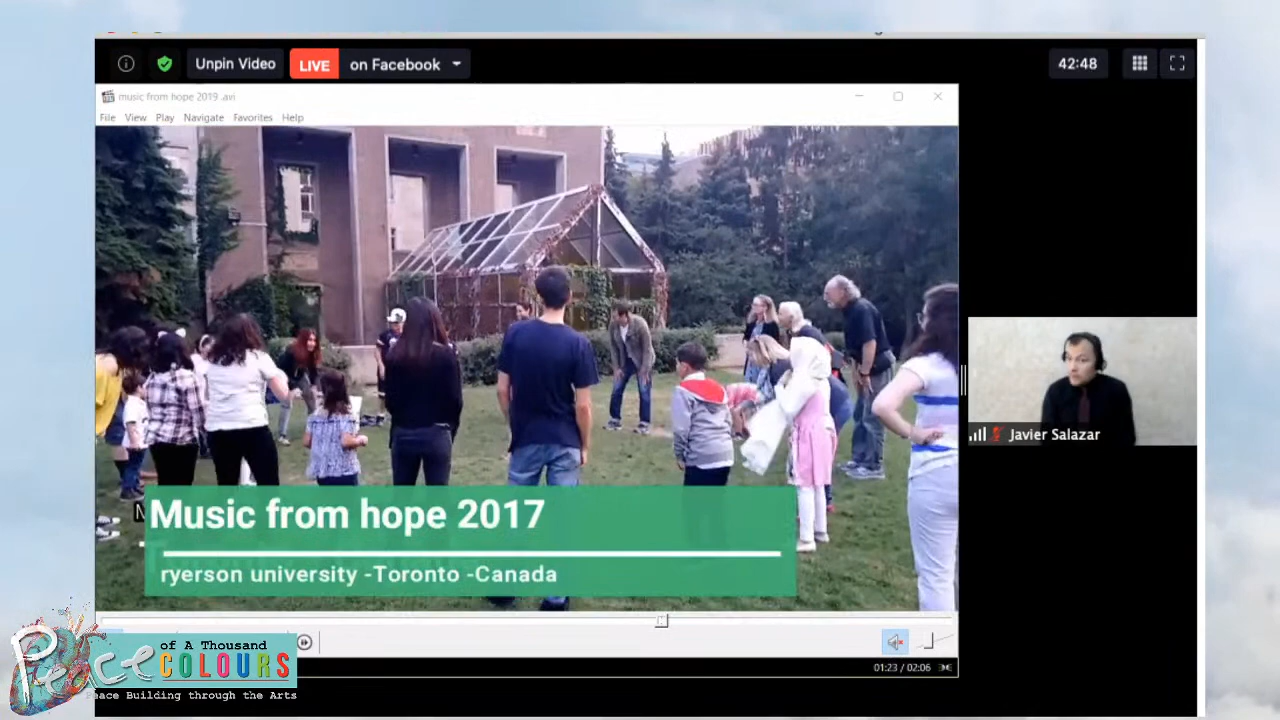 Unpin Video
LIVE
on Facebook
42:48
music from hope 2019 .avi
File View Play Navigate Favorites Help
Javier Salazar
Music from hope 2017
ryerson university -Toronto -Canada
01:23 / 02:06
Peace
of A Thousand
COLOURS
Peace Building through the Arts